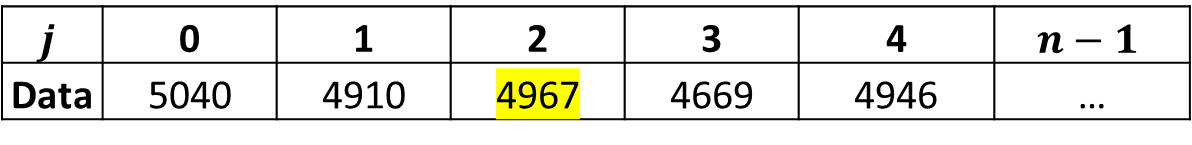 j 0 1 2 3 4 n − 1
Data 5040 4910 4967 4669 4946 ...